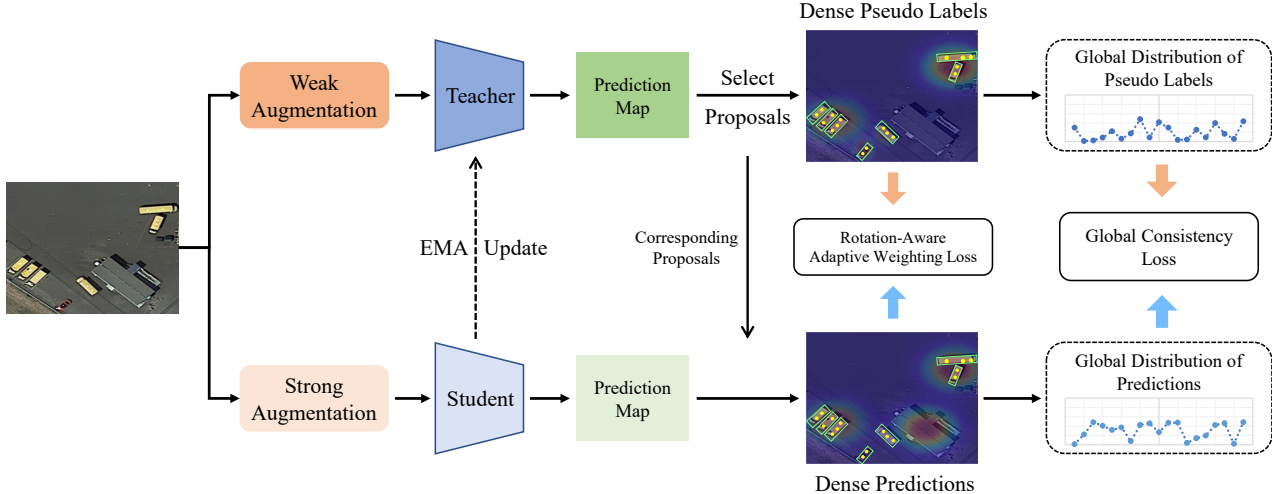 Dense Pseudo Labels
Weak
Augmentation
Teacher
Prediction
Map
Select
Proposals
Global Distribution of
Pseudo Labels
EMA Update
Corresponding
Proposals
Rotation-Aware
Adaptive Weighting Loss
Global Consistency
Loss
Strong
Augmentation
Student
Prediction
Map
Global Distribution of
Predictions
Dense Predictions